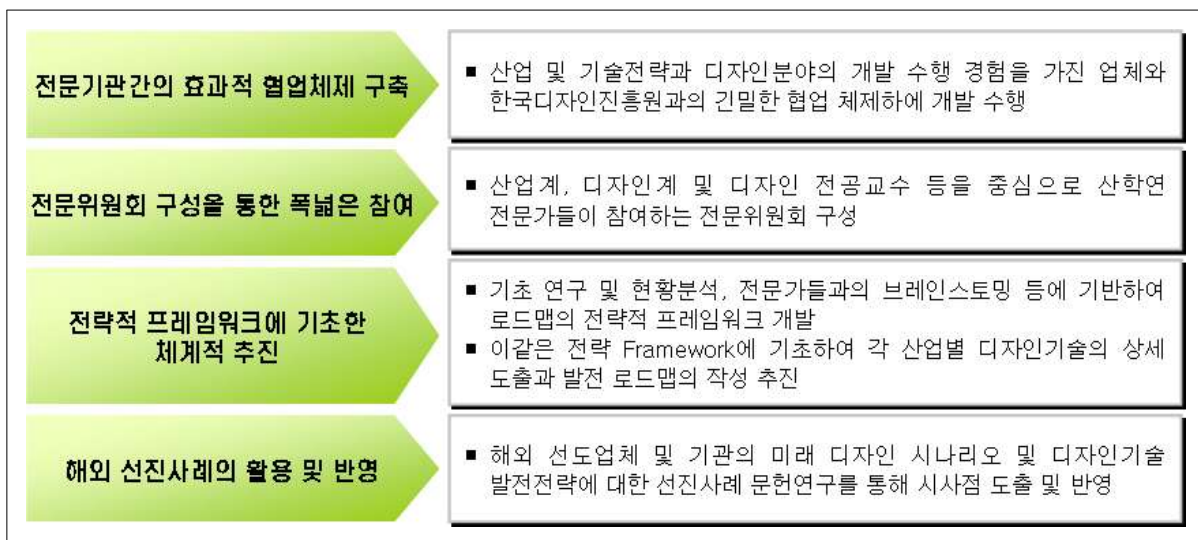 전문기관간의 효과적 협업체제 구축
■ 산업 및 기술전략과 디자인분야의 개발 수행 경험을 가진 업체와
한국디자인진흥원과의 긴밀한 협업 체제하에 개발 수행
전문위원회 구성을 통한 폭넓은 참여
■ 산업계, 디자인계 및 디자인 전공교수 등을 중심으로 산학연
전문가들이 참여하는 전문위원회 구성
전략적 프레임워크에 기초한
체계적 추진
■ 기초 연구 및 현황분석, 전문가들과의 브레인스토밍 등에 기반하여
로드맵의 전략적 프레임워크 개발
■ 이같은 전략 Framework에 기초하여 각 산업별 디자인기술의 상세
도출과 발전 로드맵의 작성 추진
해외 선진사례의 활용 및 반영
■ 해외 선도업체 및 기관의 미래 디자인 시나리오 및 디자인기술
발전전략에 대한 선진사례 문헌연구를 통해 시사점 도출 및 반영